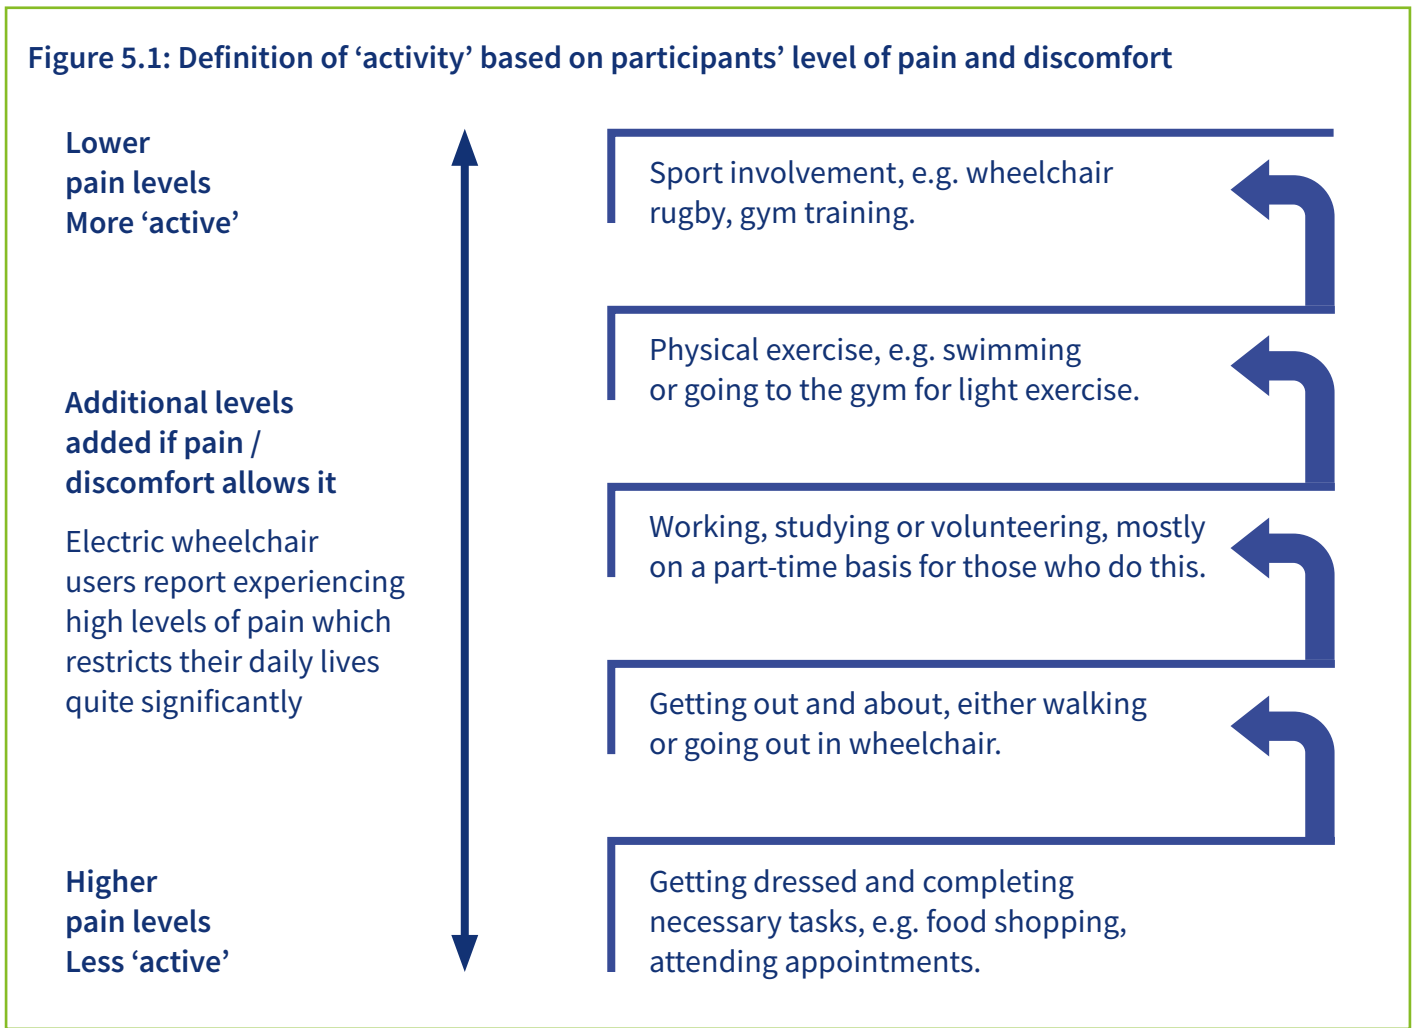 Figure 5.1: Definition of ‘activity’ based on participants’ level of pain and discomfort
Lower
pain levels
More ‘active’
Additional levels
added if pain /
discomfort allows it
Electric wheelchair
users report experiencing
high levels of pain which
restricts their daily lives
quite significantly
Higher
pain levels
Less ‘active’
Sport involvement, e.g. wheelchair
rugby, gym training.
Physical exercise, e.g. swimming
or going to the gym for light exercise.
Working, studying or volunteering, mostly
on a part-time basis for those who do this.
Getting out and about, either walking
or going out in wheelchair.
Getting dressed and completing
necessary tasks, e.g. food shopping,
attending appointments.